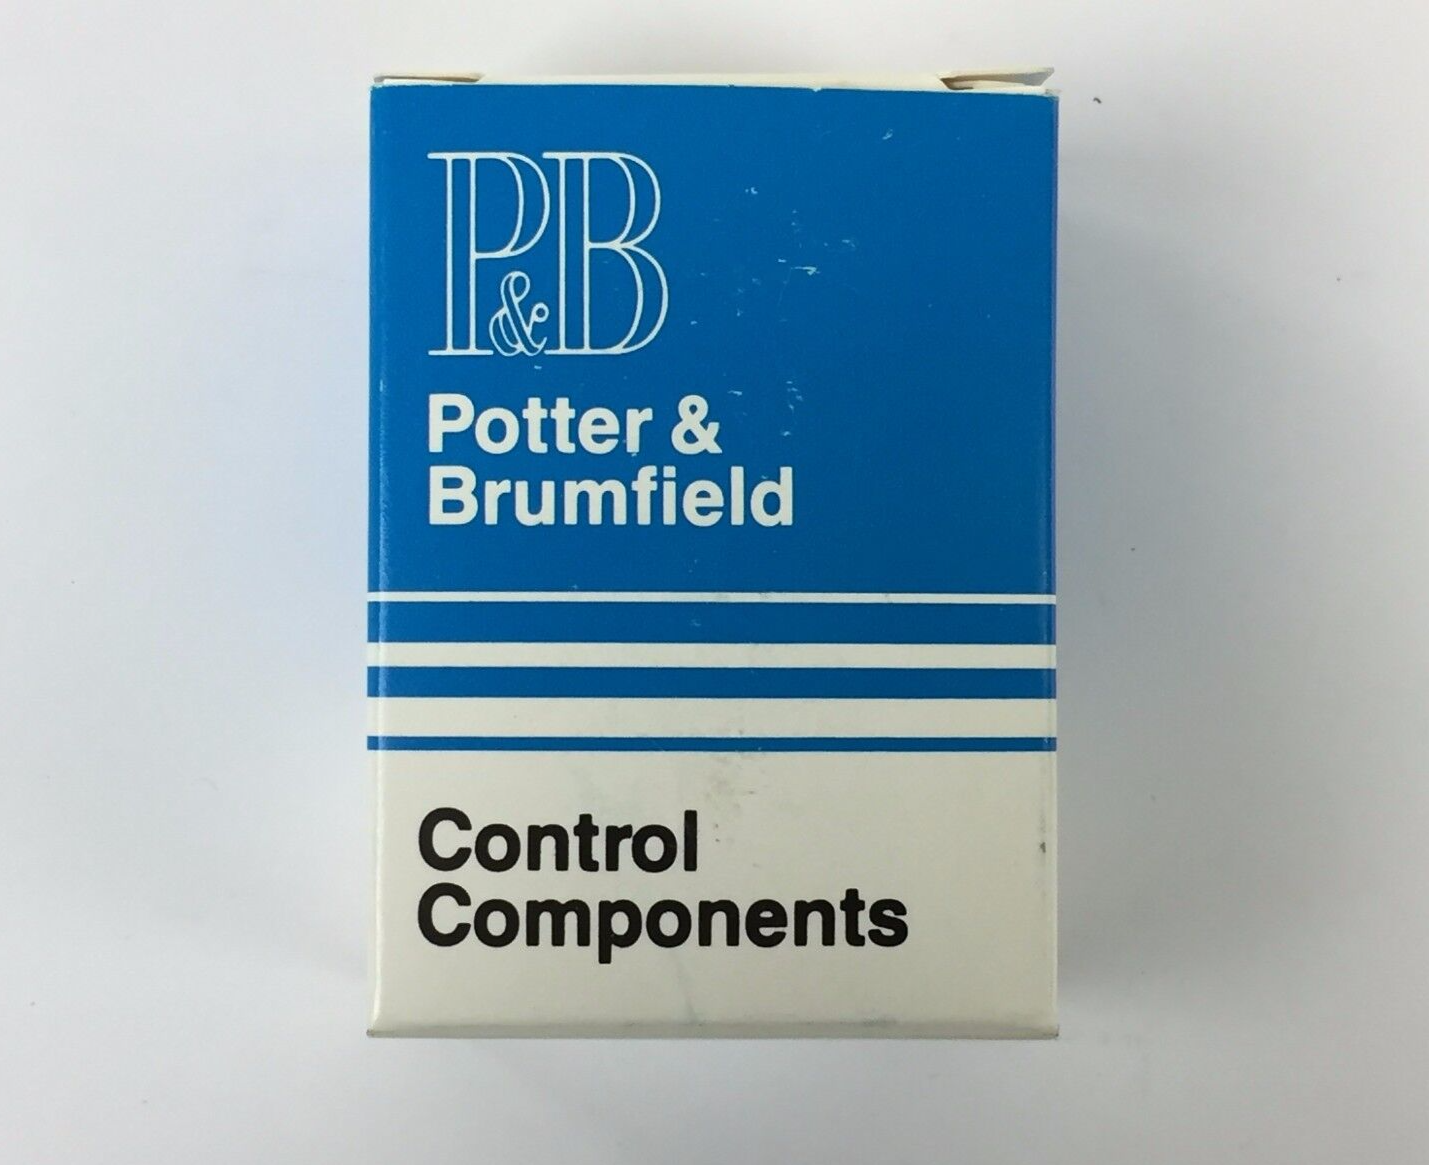 P&B
Potter &
Brumfield
Control
Components